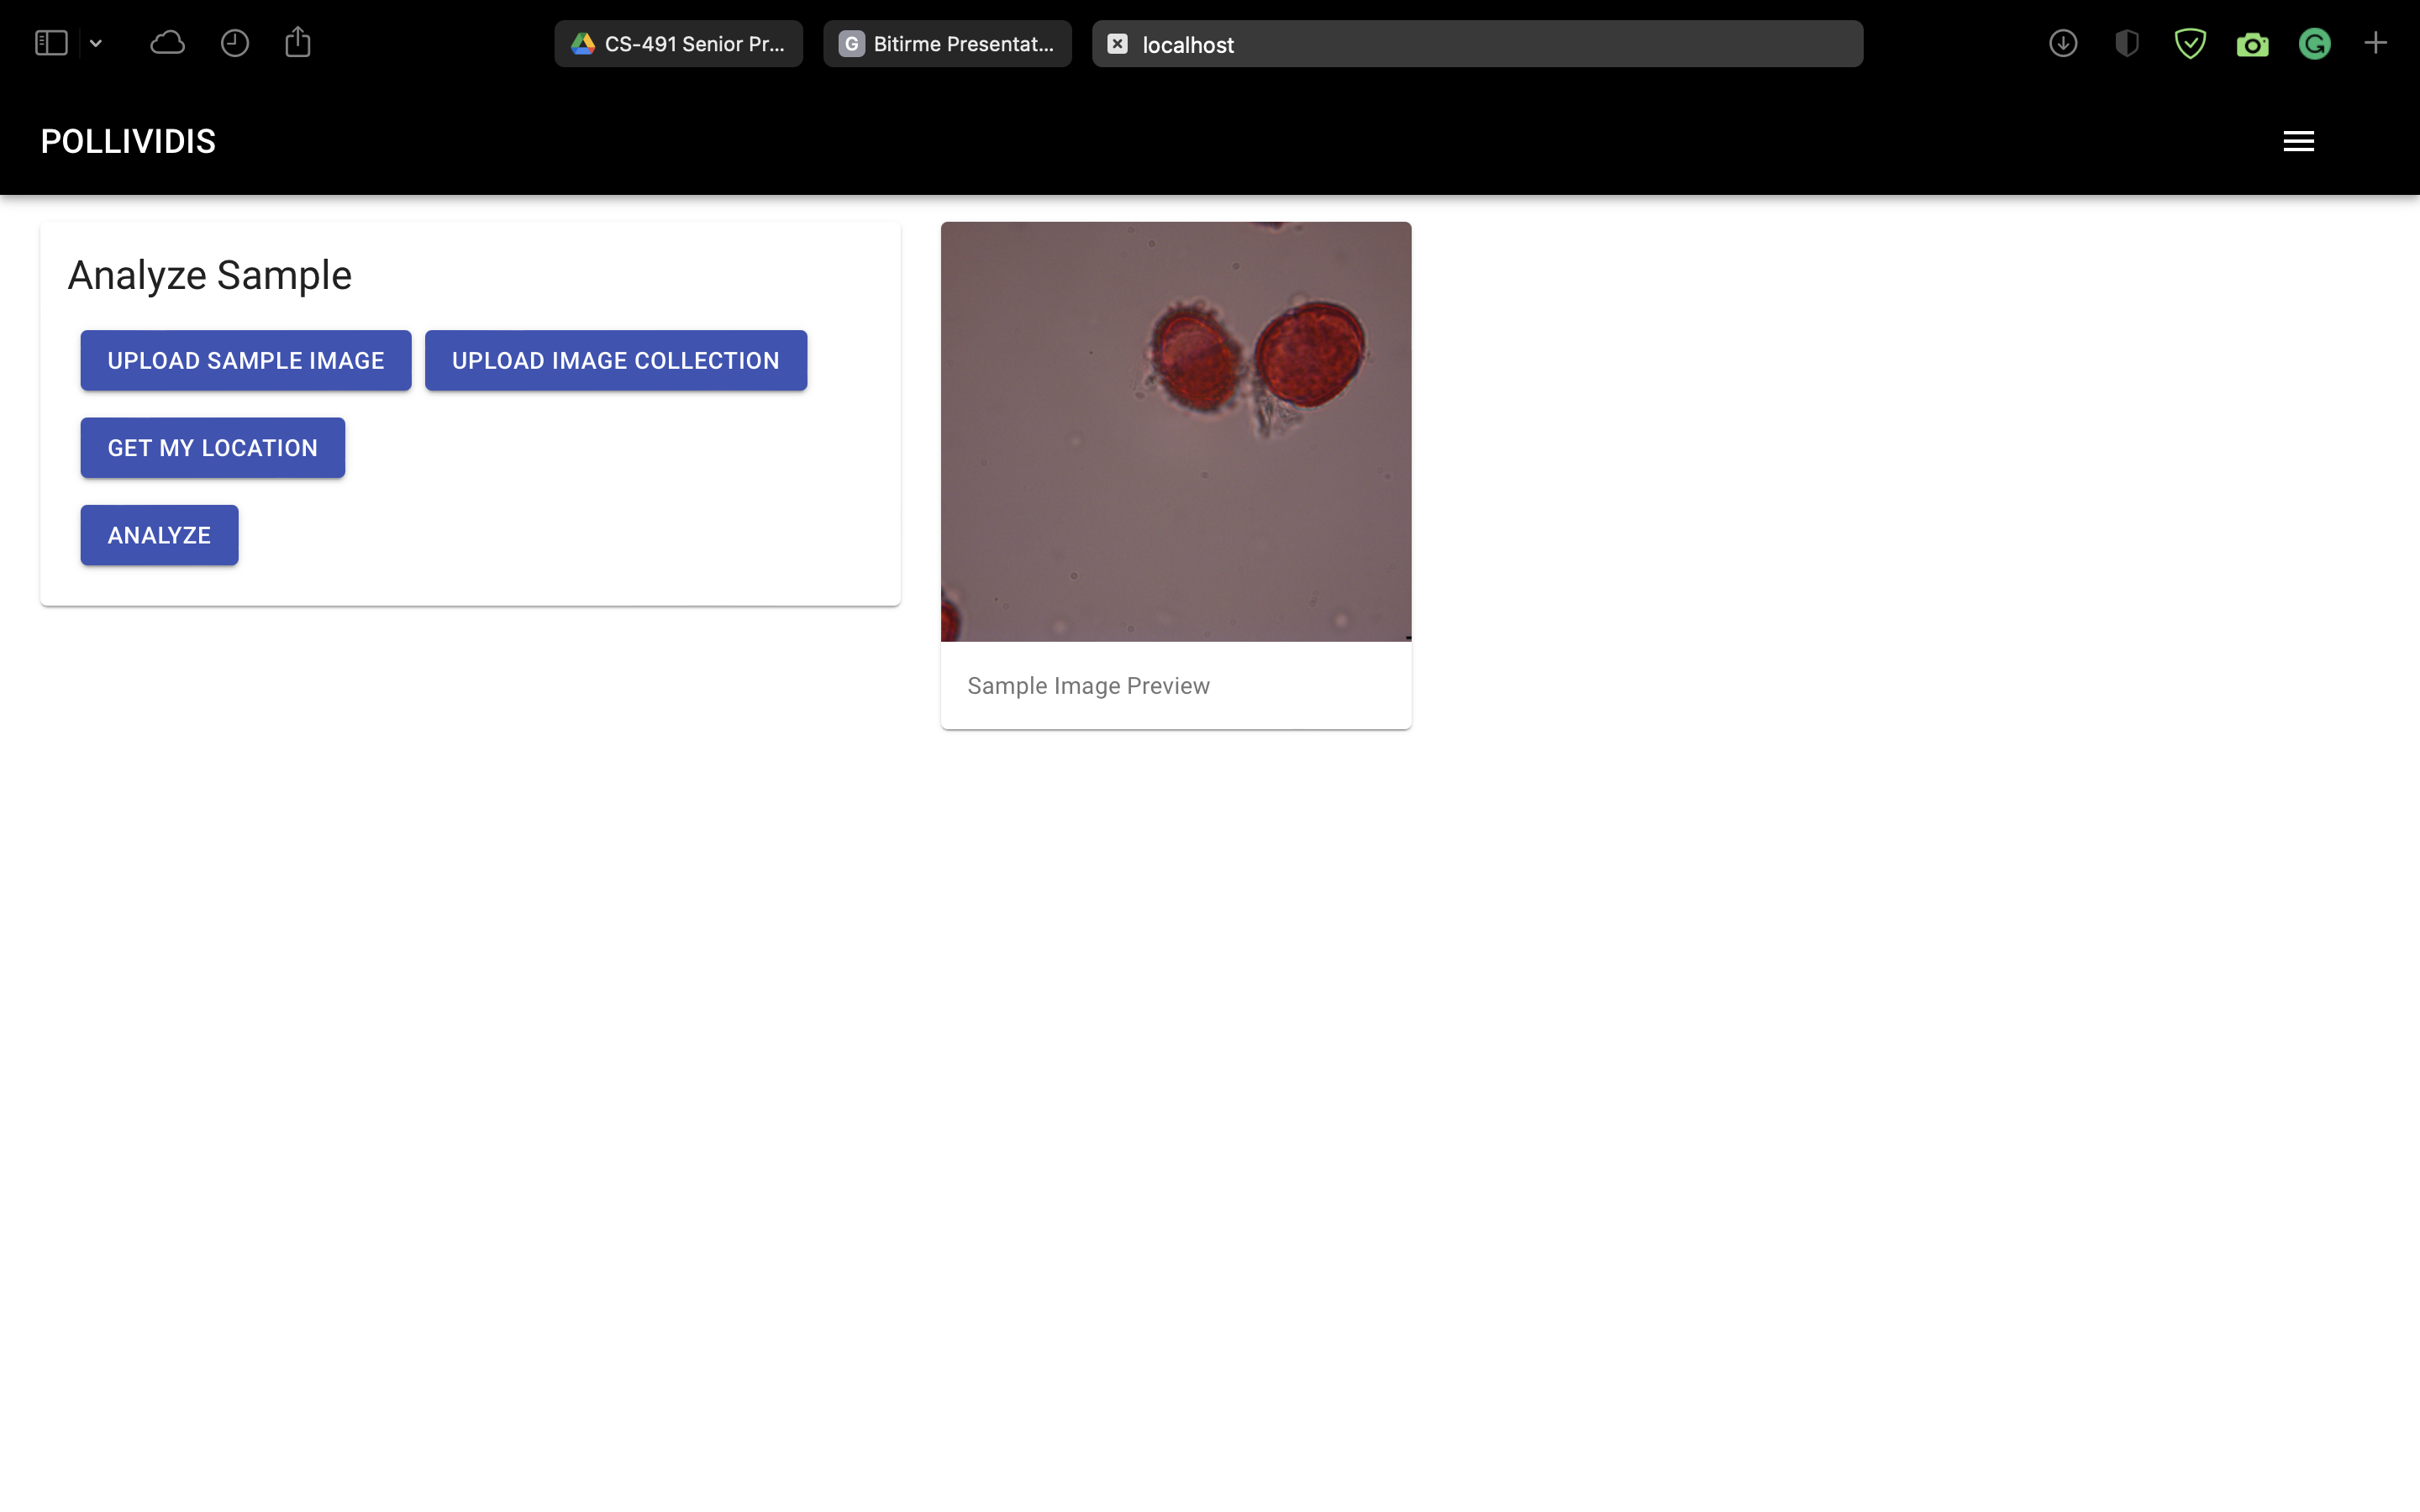 CS-491 Senior Pr...
G Bitirme Presentat...
localhost
POLLIVIDIS
Analyze Sample
UPLOAD SAMPLE IMAGE UPLOAD IMAGE COLLECTION
GET MY LOCATION
ANALYZE
Sample Image Preview